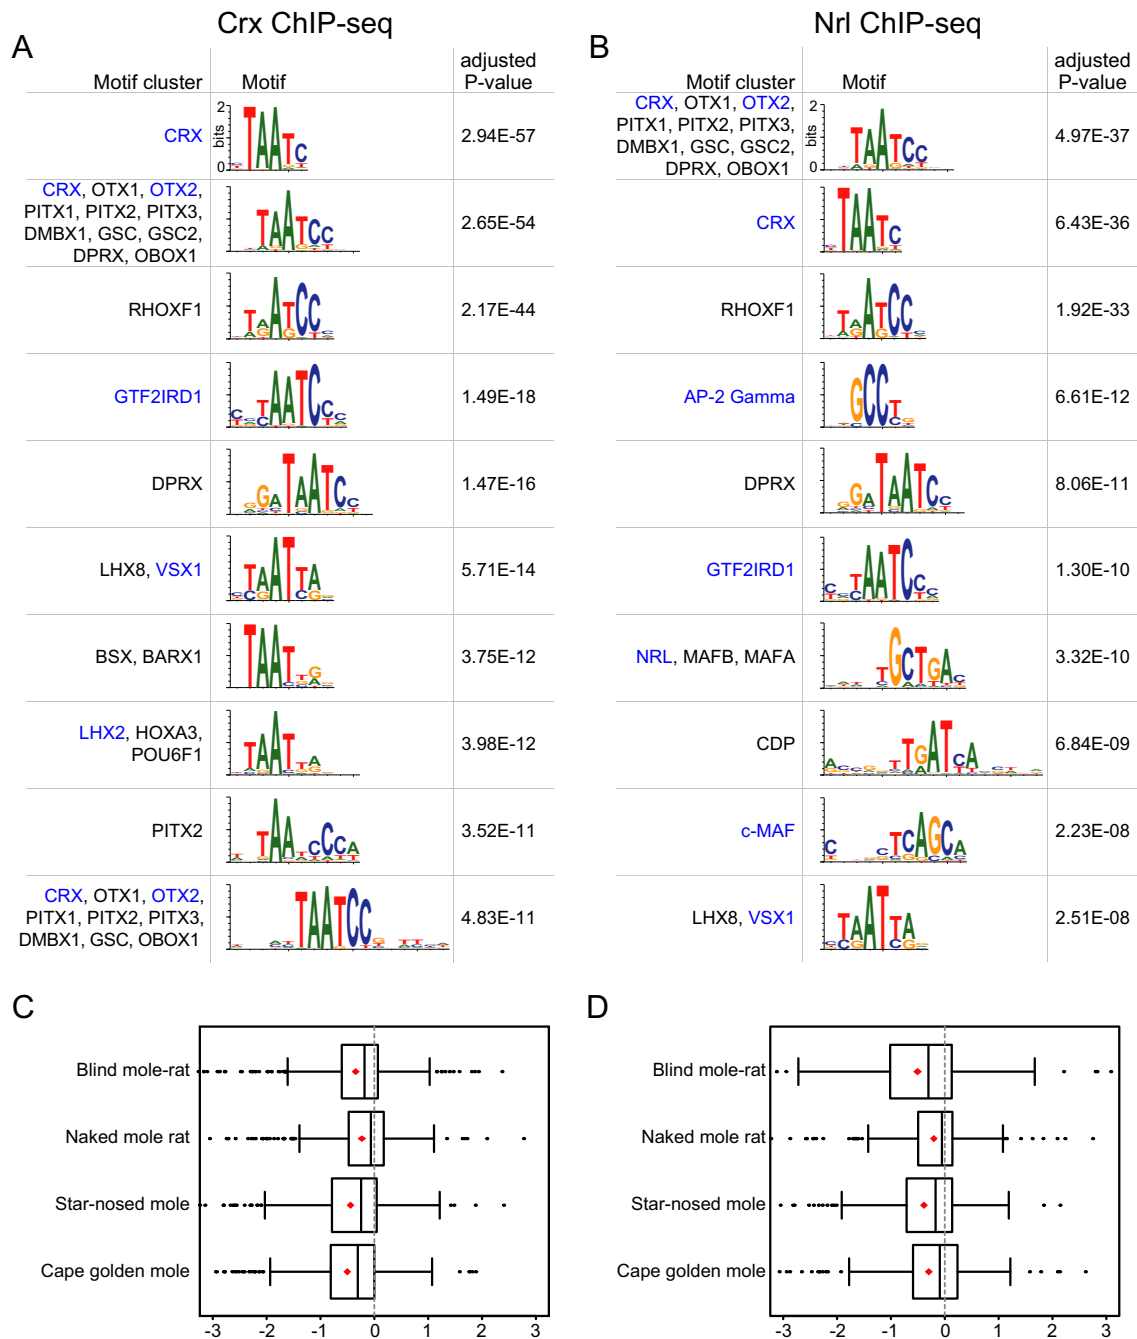 Crx ChIP-seq
A
Motif cluster
Motif
adjusted
P-value
CRX
2
bits
0
2.94E-57
CRX, OTX1, OTX2,
PITX1, PITX2, PITX3,
DMBX1, GSC, GSC2,
DPRX, OBOX1
2.65E-54
RHOXF1
2.17E-44
GTF2IRD1
1.49E-18
DPRX
1.47E-16
LHX8, VSX1
5.71E-14
BSX, BARX1
3.75E-12
LHX2, HOXA3,
POU6F1
3.98E-12
PITX2
3.52E-11
CRX, OTX1, OTX2,
PITX1, PITX2, PITX3,
DMBX1, GSC, OBOX1
4.83E-11
Nrl ChIP-seq
B
Motif cluster
Motif
adjusted
P-value
CRX, OTX1, OTX2,
PITX1, PITX2, PITX3,
DMBX1, GSC, GSC2,
DPRX, OBOX1
2
bits
0
4.97E-37
CRX
6.43E-36
RHOXF1
1.92E-33
AP-2 Gamma
6.61E-12
DPRX
8.06E-11
GTF2IRD1
1.30E-10
NRL, MAFB, MAFA
3.32E-10
CDP
6.84E-09
c-MAF
2.23E-08
LHX8, VSX1
2.51E-08
C
Blind mole-rat
Naked mole rat
Star-nosed mole
Cape golden mole
-3 -2 -1 0 1 2 3
D
Blind mole-rat
Naked mole rat
Star-nosed mole
Cape golden mole
-3 -2 -1 0 1 2 3